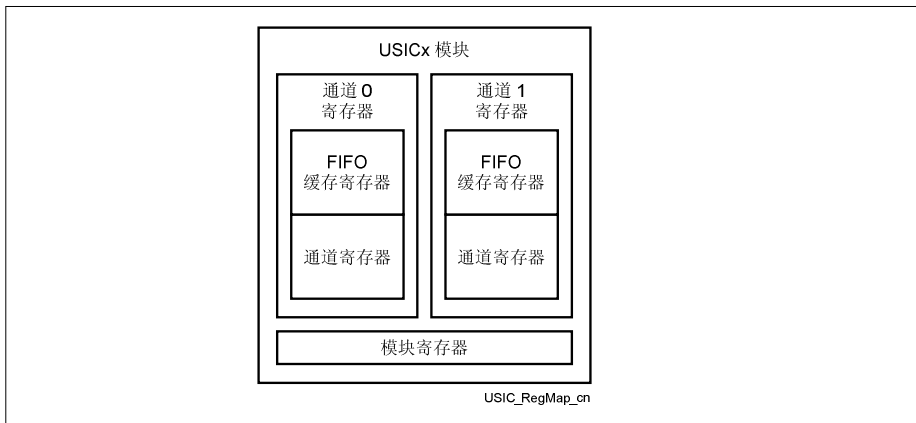 USICx 模块
通道 0
寄存器
FIFO
缓存寄存器
通道寄存器
通道 1
寄存器
FIFO
缓存寄存器
通道寄存器
模块寄存器
USIC_RegMap_cn